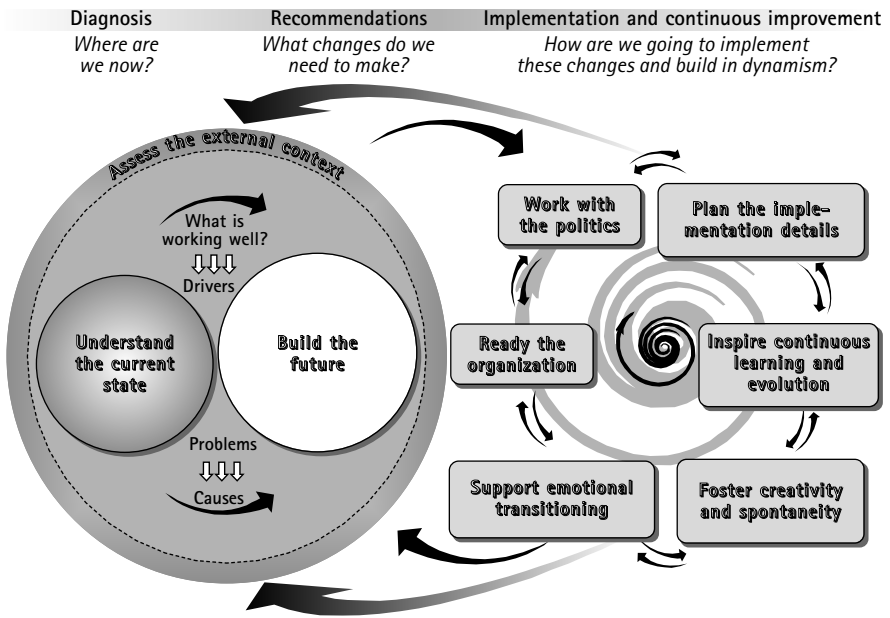 Diagnosis
Where are
we now?
Recommendations
What changes do we
need to make?
Implementation and continuous improvement
How are we going to implement
these changes and build in dynamism?
Assess the external context
What is
working well?
Drivers
Understand
the current
state
Build the
future
Problems
Causes
Work with
the politics
Plan the imple-
mentation details
Ready the
organization
Inspire continuous
learning and
evolution
Support emotional
transitioning
Foster creativity
and spontaneity